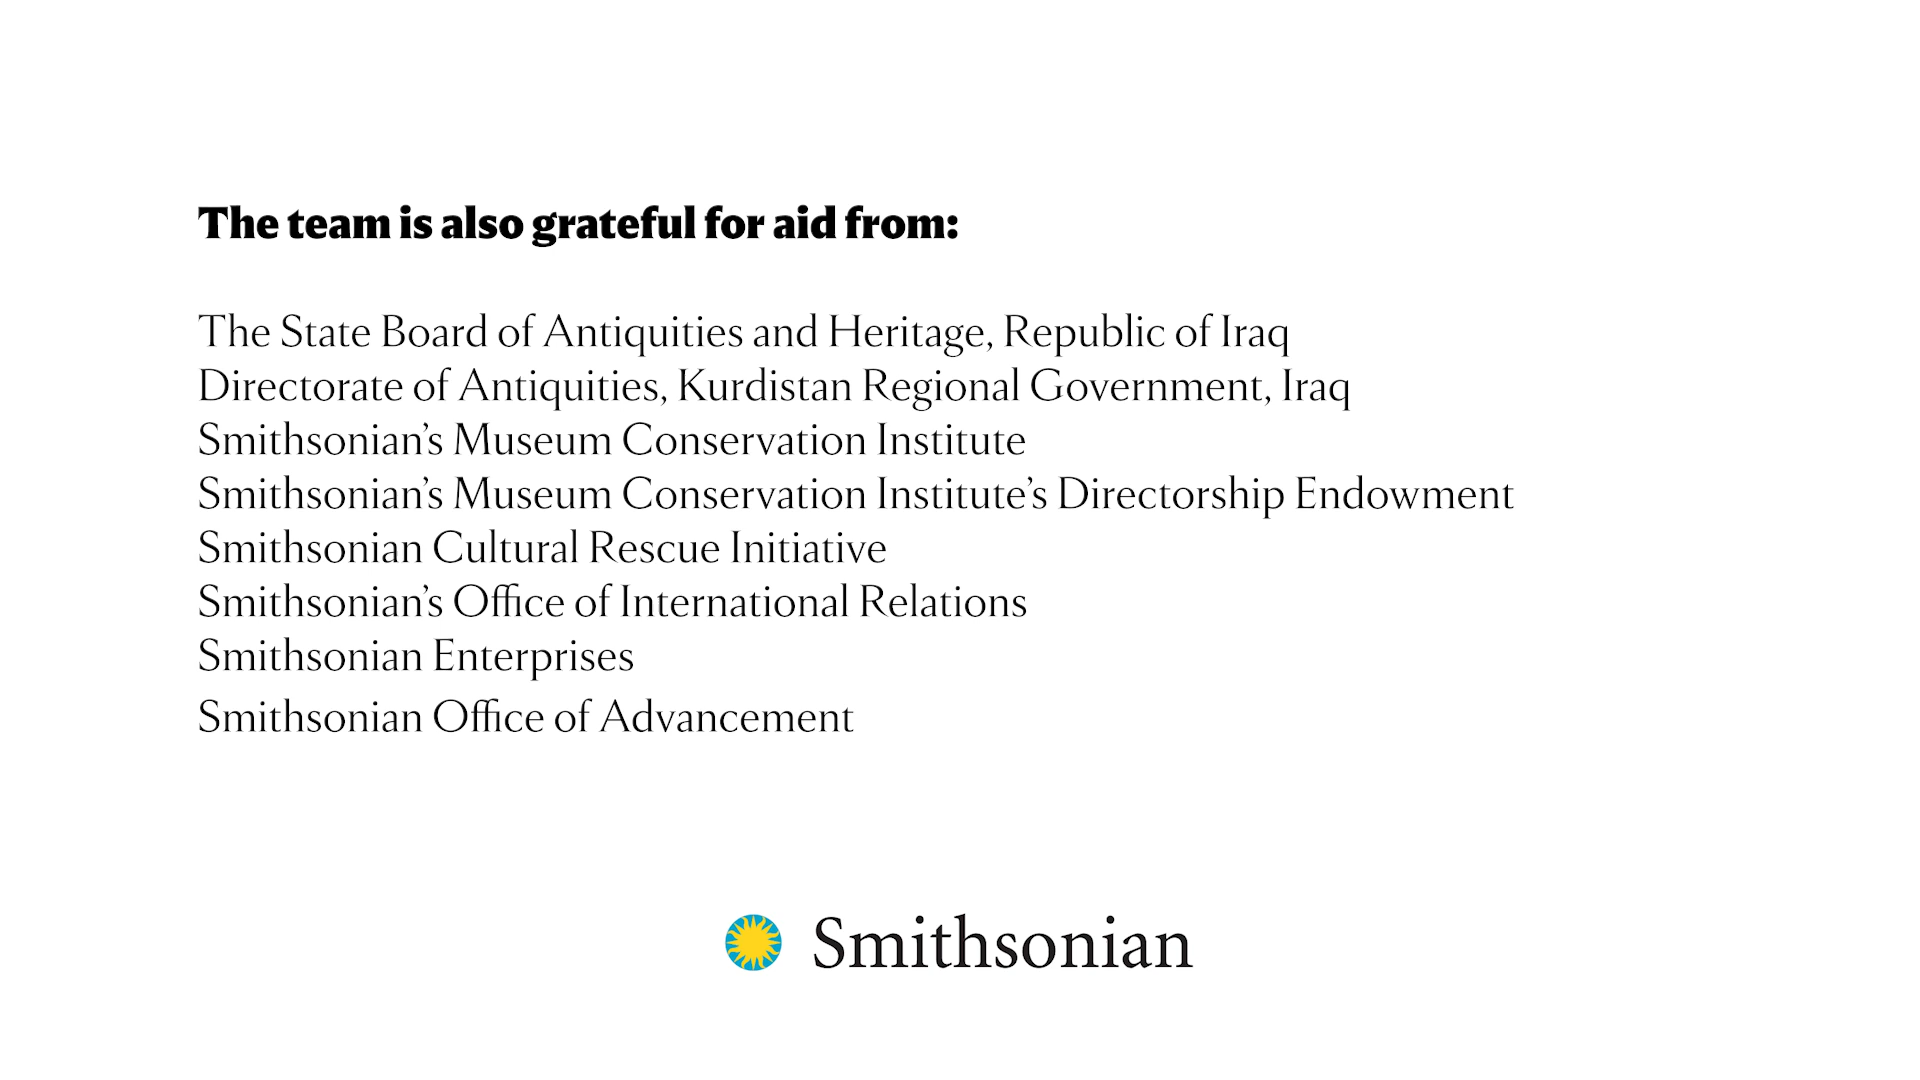 The team is also grateful for aid from:
The State Board of Antiquities and Heritage, Republic of Iraq
Directorate of Antiquities, Kurdistan Regional Government, Iraq
Smithsonian’s Museum Conservation Institute
Smithsonian’s Museum Conservation Institute’s Directorship Endowment
Smithsonian Cultural Rescue Initiative
Smithsonian’s Office of International Relations
Smithsonian Enterprises
Smithsonian Office of Advancement
Smithsonian